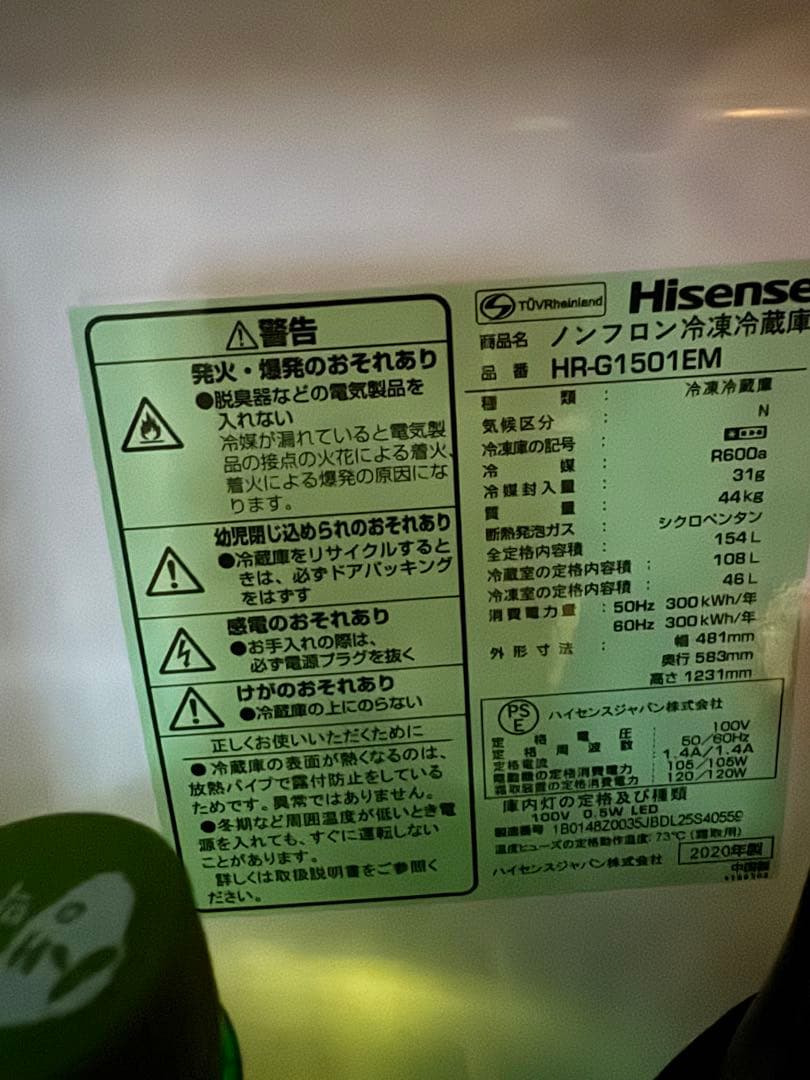 ⚠警告
発火・爆発のおそれあり
●脱臭器などの電気製品を
入れない
冷媒が漏れていると電気製
品の接点の火花による着火、
着火による爆発の原因にな
ります。
幼児閉じ込められのおそれあり
●冷蔵庫をリサイクルすると
きは、必ずドアパッキング
をはずす
感電のおそれあり
●お手入れの際は、
必ず電源プラグを抜く
けがのおそれあり
●冷蔵庫の上にのらない
正しくお使いいただくために
●冷蔵庫の表面が熱くなるのは、
放熱パイプで露付防止をしている
ためです。異常ではありません。
●冬期など周囲温度が低いとき電
源を入れても、すぐに運転しない
ことがあります。
詳しくは取扱説明書をご参照く
ださい。
TÜVRheinland Hisense
商品名 ノンフロン冷凍冷蔵庫
品番 HR-G1501EM
種類 : 冷凍冷蔵庫
気候区分 : N
冷凍庫の記号 :
冷媒 : R600a
冷媒封入量 : 31g
質量 : 44kg
断熱発泡ガス : シクロペンタン
全定格内容積 : 154L
冷蔵室の定格内容積 : 108L
冷凍室の定格内容積 : 46L
消費電力量 : 50Hz 300kWh/年
60Hz 300kWh/年
外形寸法 : 幅 481mm
奥行 583mm
高さ 1231mm
PSE ハイセンスジャパン株式会社
定格電圧 : 100V
定格周波数 : 50/60Hz
定格電流 : 1.4A/1.4A
電動機の定格消費電力 : 105/105W
霜取装置の定格消費電力 : 120/120W
庫内灯の定格及び種類
100V 0.5W LED
製造番号 1B0148Z0035JBDL25S40559
温度ヒューズの定格動作温度:73℃(霜取用)
ハイセンスジャパン株式会社 2020年製
中国製